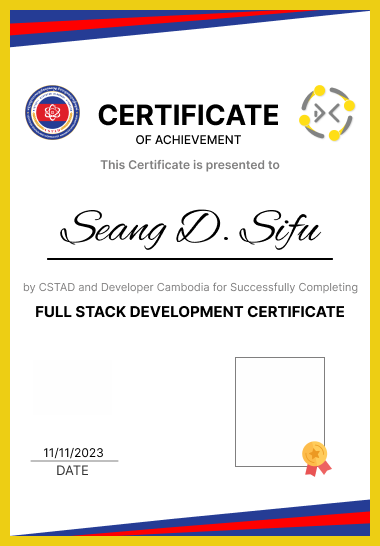 CERTIFICATE
OF ACHIEVEMENT
This Certificate is presented to
Seang D. Sifu
by CSTAD and Developer Cambodia for Successfully Completing
FULL STACK DEVELOPMENT CERTIFICATE
11/11/2023
DATE